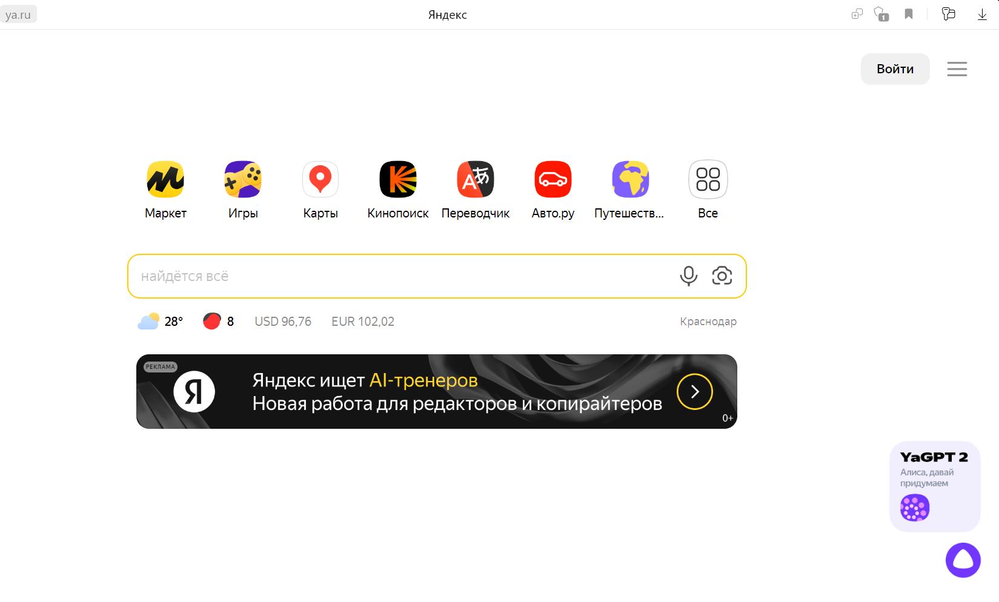 ya.ru
Яндекс
1
Войти
Маркет
Игры
Карты
Кинопоиск
Переводчик
Авто.ру
Путешеств...
Все
найдётся всё
28°
8
USD 96,76
EUR 102,02
Краснодар
РЕКЛАМА
Я
Яндекс ищет AI-тренеров
Новая работа для редакторов и копирайтеров
0+
YaGPT 2
Алиса, давай
придумаем